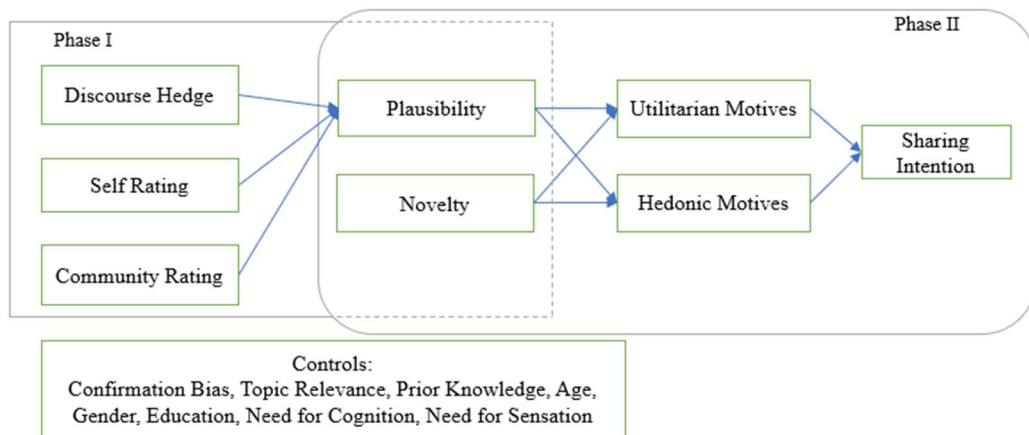 Phase I
Phase II
Discourse Hedge
Plausibility
Utilitarian Motives
Sharing
Intention
Self Rating
Novelty
Hedonic Motives
Community Rating
Controls:
Confirmation Bias, Topic Relevance, Prior Knowledge, Age,
Gender, Education, Need for Cognition, Need for Sensation